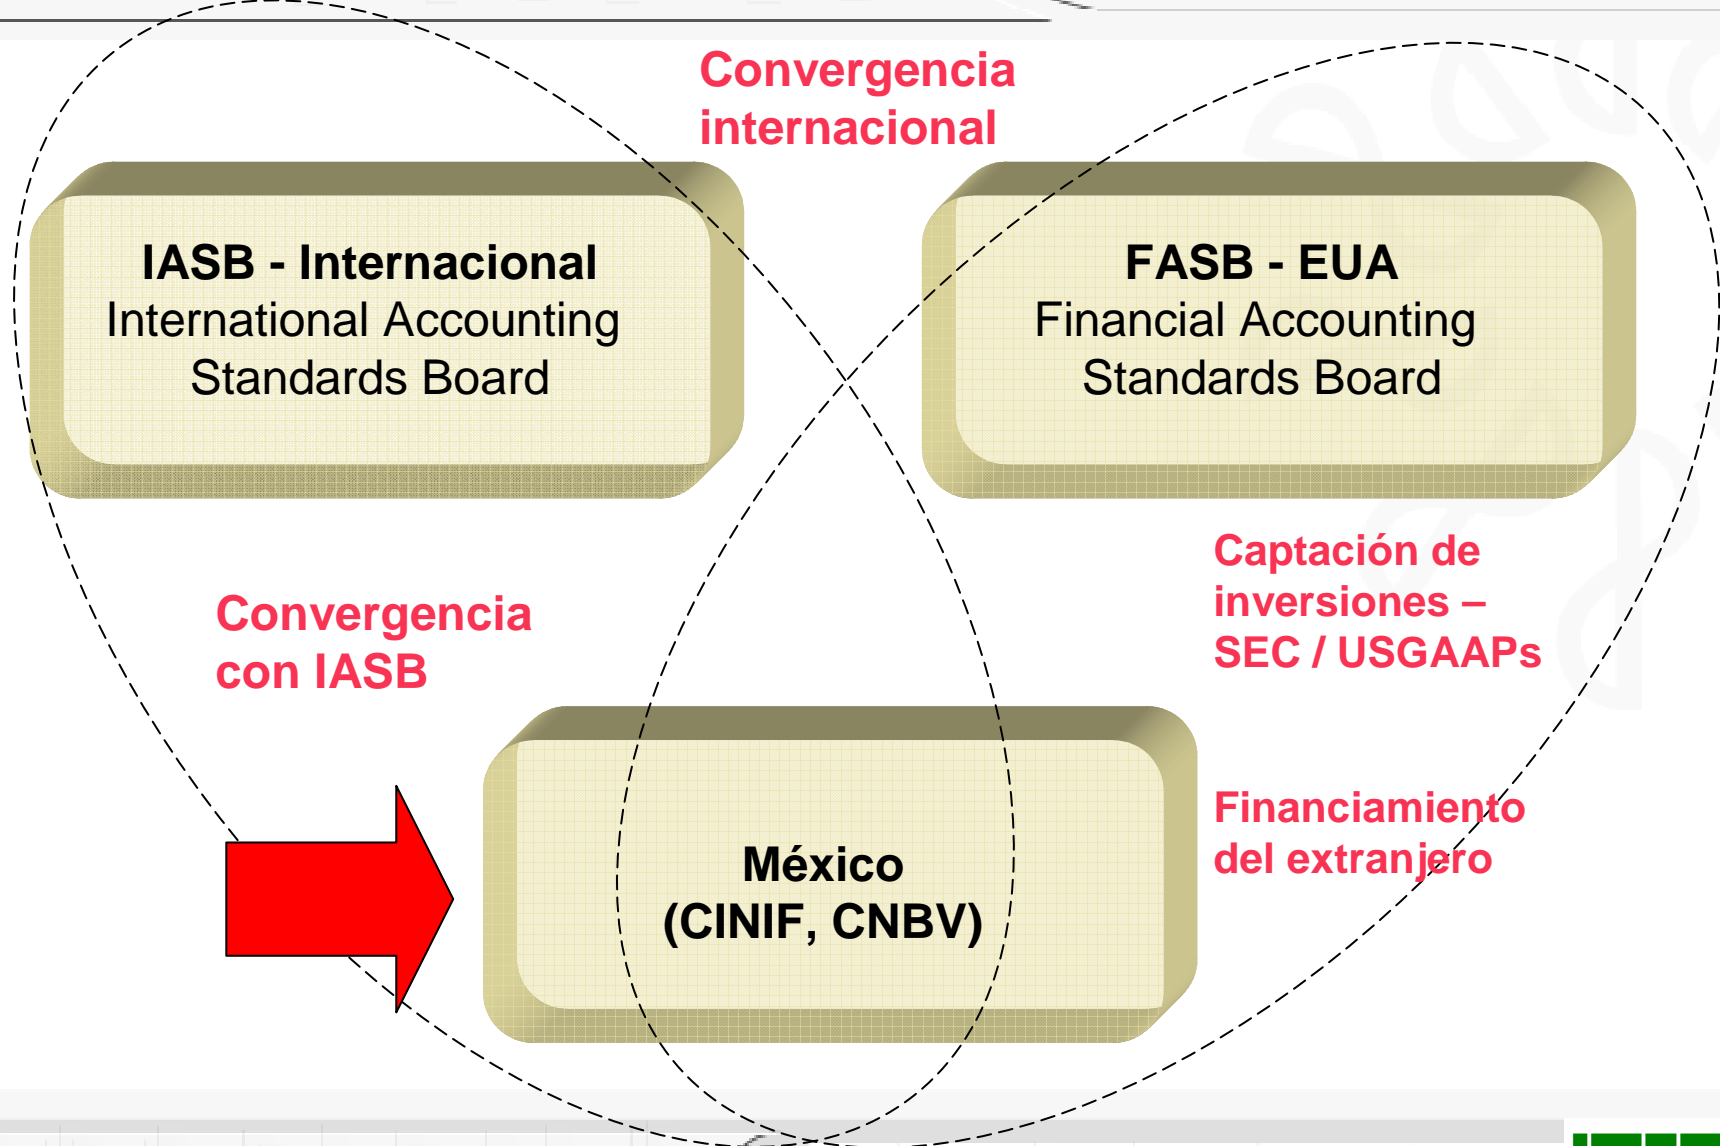 Convergencia
internacional
IASB - Internacional
International Accounting
Standards Board
FASB - EUA
Financial Accounting
Standards Board
Convergencia
con IASB
Captación de
inversiones –
SEC / USGAAPs
Financiamiento
del extranjero
México
(CINIF, CNBV)